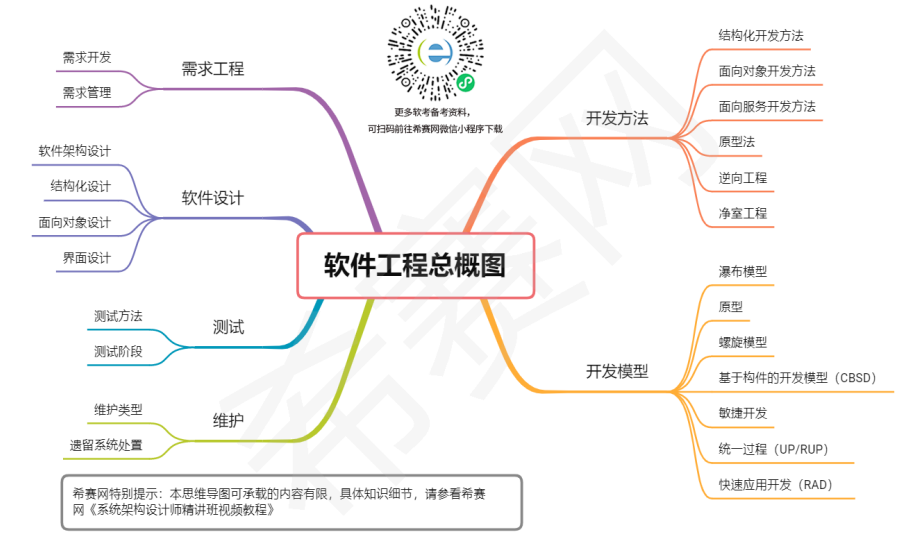 更多软考备考资料，
可扫码前往希赛网微信小程序下载
软件工程总概图
需求工程
需求开发
需求管理
软件设计
软件架构设计
结构化设计
面向对象设计
界面设计
测试
测试方法
测试阶段
维护
维护类型
遗留系统处置
开发方法
结构化开发方法
面向对象开发方法
面向服务开发方法
原型法
逆向工程
净室工程
开发模型
瀑布模型
原型
螺旋模型
基于构件的开发模型（CBSD）
敏捷开发
统一过程（UP/RUP）
快速应用开发（RAD）
希赛网特别提示：本思维导图可承载的内容有限，具体知识细节，请参看希赛
网《系统架构设计师精讲班视频教程》
希赛网